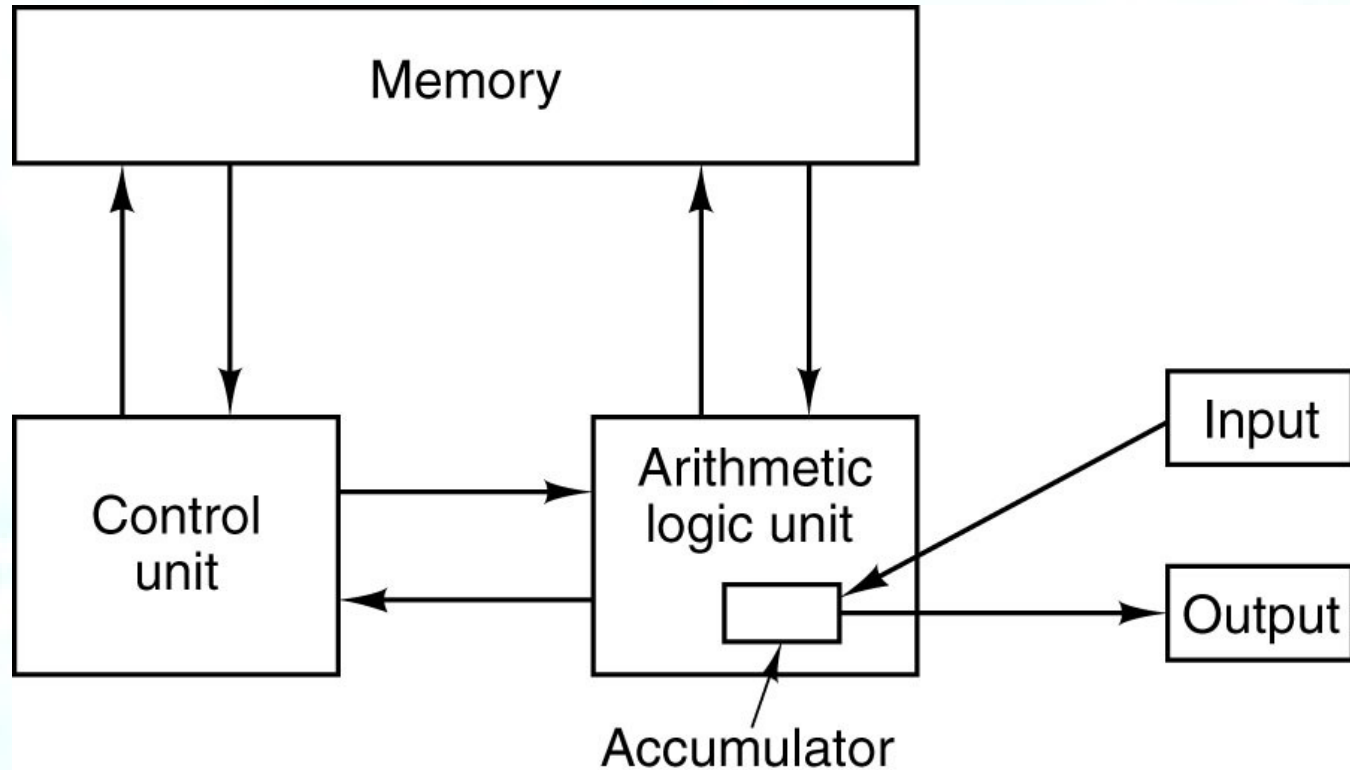 Memory
Control
unit
Arithmetic
logic unit
Input
Output
Accumulator